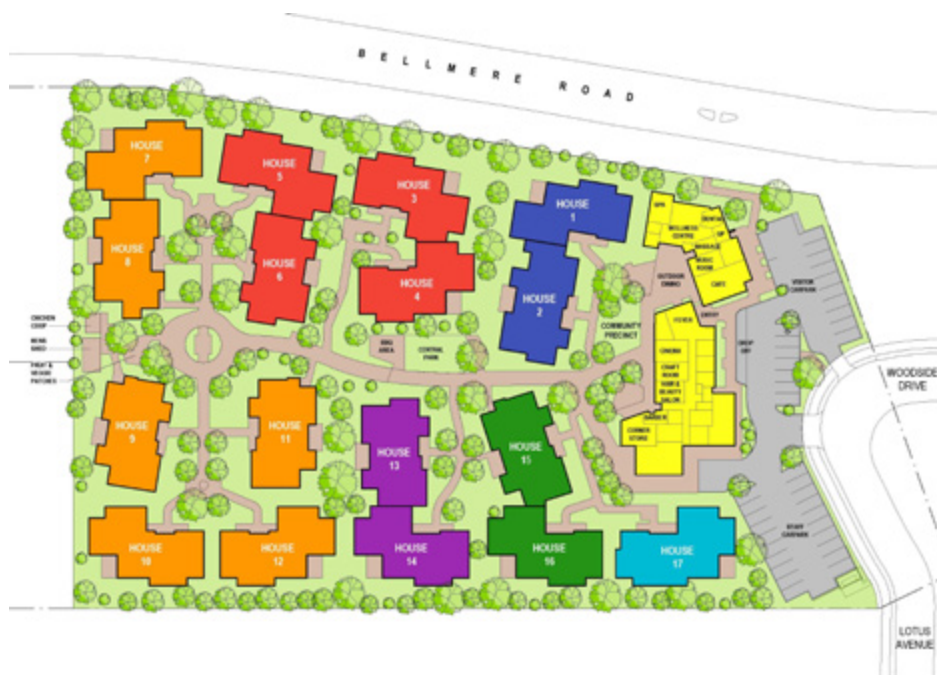 BELLMERE ROAD
HOUSE
7
HOUSE
5
HOUSE
3
HOUSE
1
HOUSE
8
HOUSE
6
HOUSE
4
HOUSE
2
SPA
DENTAL
WELLNESS
CENTRE
GP
MASSAGE
MUSIC
ROOM
CAFE
OUTDOOR
DINING
VISITOR
CARPARK
ENTRY
FOYER
DROP
OFF
COMMUNITY
PRECINCT
CINEMA
CRAFT
ROOM
HAIR &
BEAUTY
SALON
CORNER
STORE
CHICKEN
COOP
MENS
SHED
FRUIT &
VEGGIE
PATCHES
BBQ
AREA
CENTRAL
PARK
WOODSIDE
DRIVE
HOUSE
9
HOUSE
11
HOUSE
13
HOUSE
15
HOUSE
10
HOUSE
12
HOUSE
14
HOUSE
16
HOUSE
17
STAFF
CARPARK
LOTUS
AVENUE